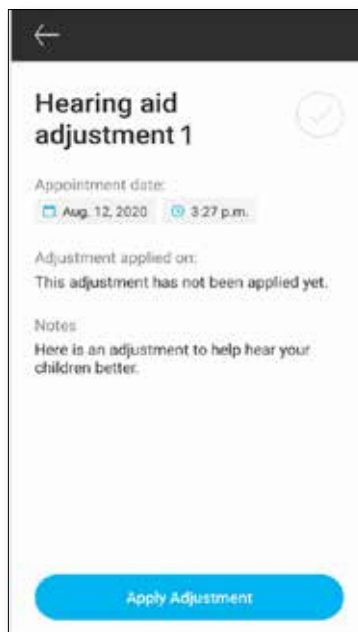 Hearing aid
adjustment 1
Appointment date:
Aug. 12, 2020 3:27 p.m.
Adjustment applied on:
This adjustment has not been applied yet.
Notes
Here is an adjustment to help hear your
children better.
Apply Adjustment